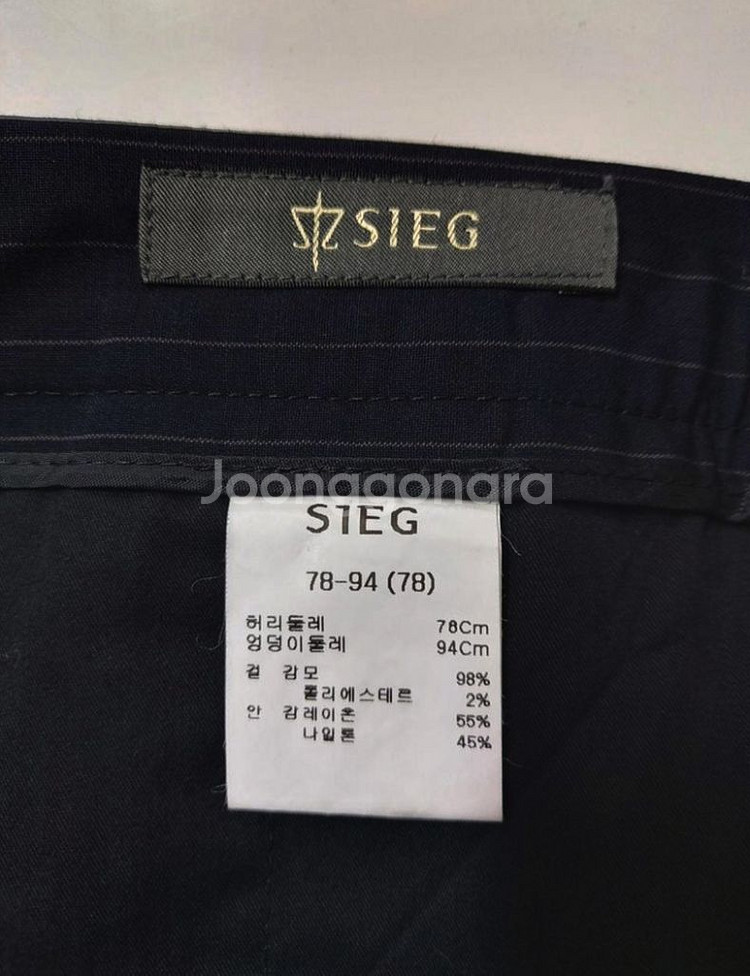 SIEG
Joonggonara
SIEG
78-94 (78)
허리둘레 78Cm
엉덩이둘레 94Cm
겉 감모 98%
폴리에스테르 2%
안 감레이온 55%
나일론 45%